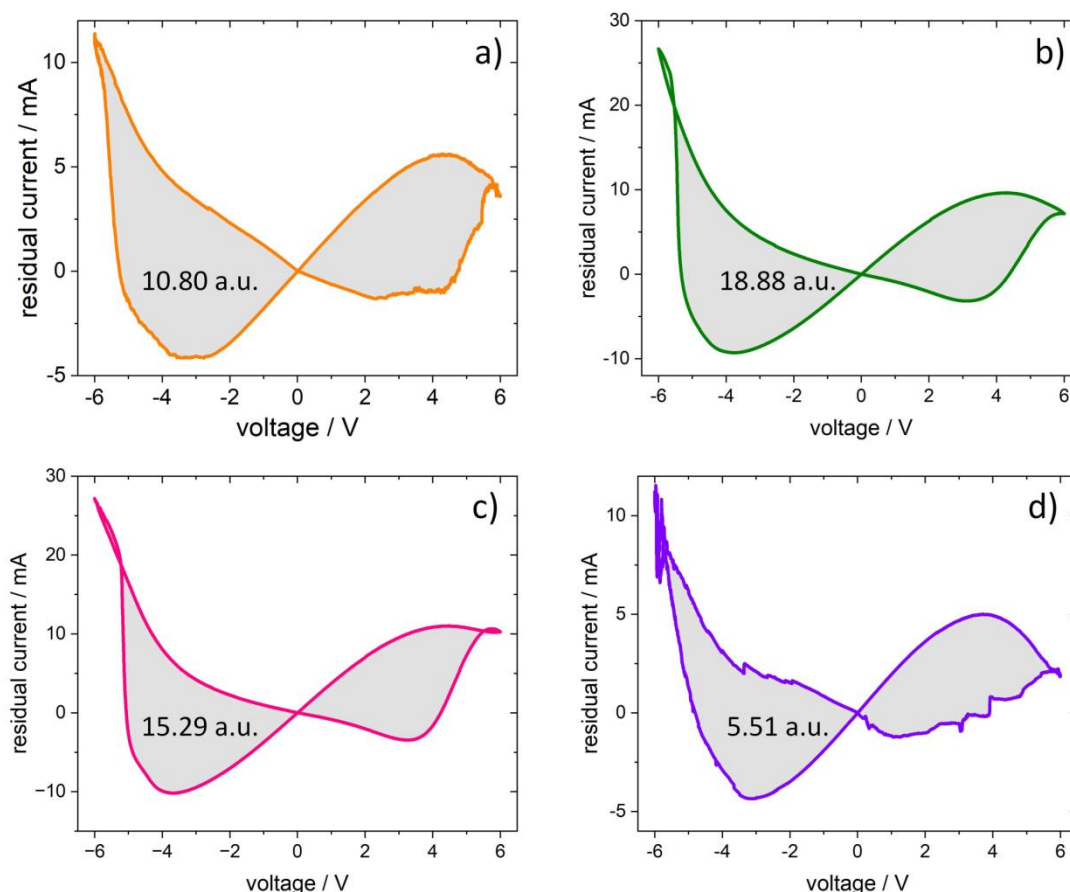 a)
residual current / mA
10
5
0
-5
10.80 a.u.
-6 -4 -2 0 2 4 6
voltage / V
b)
residual current / mA
30
20
10
0
-10
18.88 a.u.
-6 -4 -2 0 2 4 6
voltage / V
c)
residual current / mA
30
20
10
0
−10
15.29 a.u.
−6 −4 −2 0 2 4 6
voltage / V
d)
residual current / mA
10
5
0
-5
5.51 a.u.
-6 -4 -2 0 2 4 6
voltage / V